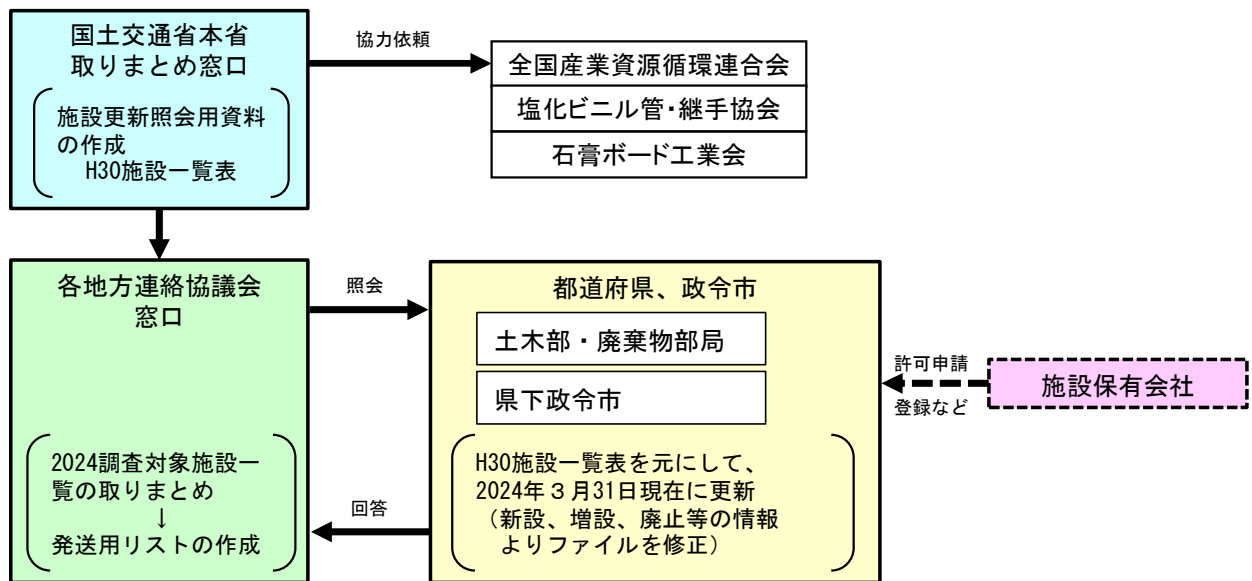 国土交通省本省
取りまとめ窓口
施設更新照会用資料
の作成
H30施設一覧表
協力依頼
全国産業資源循環連合会
塩化ビニル管・継手協会
石膏ボード工業会
各地方連絡協議会
窓口
2024調査対象施設一
覧の取りまとめ
↓
発送用リストの作成
照会
回答
都道府県、政令市
土木部・廃棄物部局
県下政令市
H30施設一覧表を元にして、
2024年３月31日現在に更新
（新設、増設、廃止等の情報
よりファイルを修正）
許可申請
登録など
施設保有会社